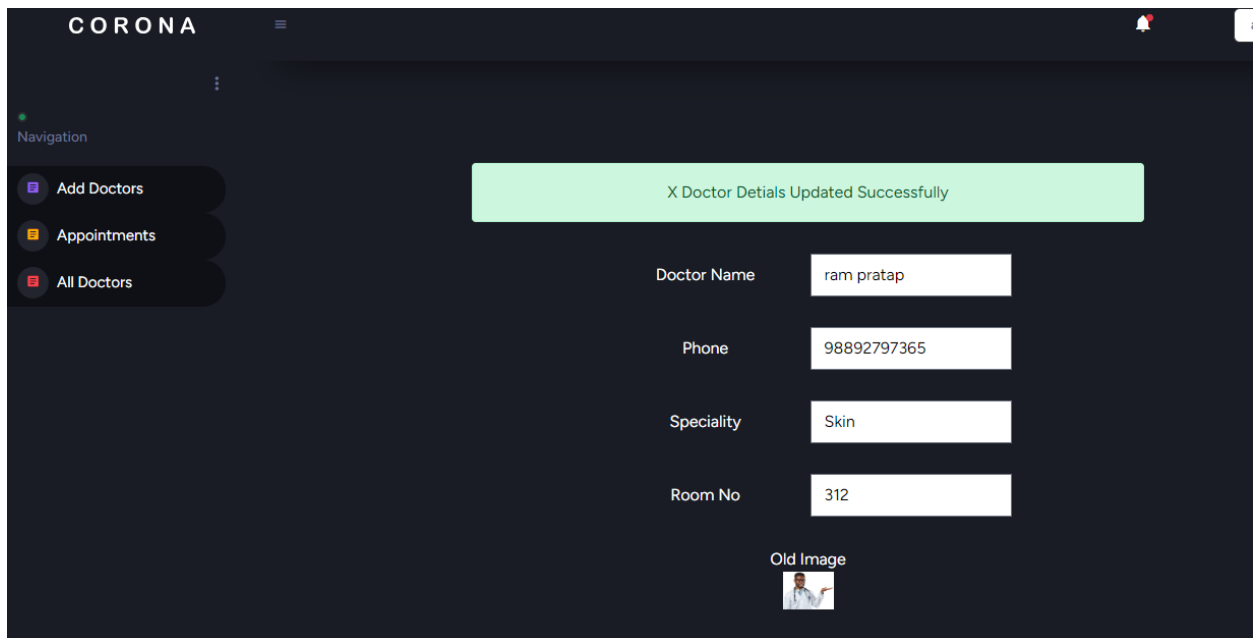 CORONA
Navigation
Add Doctors
Appointments
All Doctors
X Doctor Detials Updated Successfully
Doctor Name ram pratap
Phone 98892797365
Speciality Skin
Room No 312
Old Image